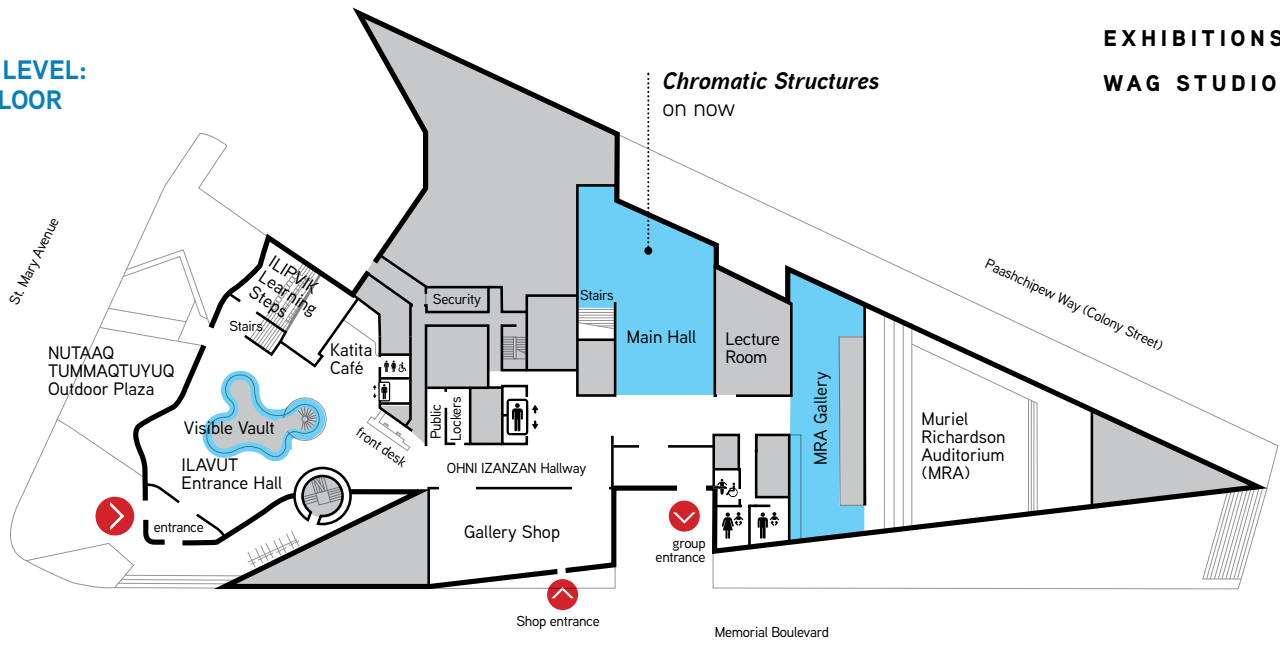 LEVEL:
LOOR
EXHIBITIONS
WAG STUDIO
Chromatic Structures
on now
St. Mary Avenue
Paashchipew Way (Colony Street)
ILIPVIK
Learning
Steps
Stairs
NUTAAQ
TUMMAQTUYUQ
Outdoor Plaza
Katita
Café
Security
Stairs
Main Hall
Lecture
Room
MRA Gallery
Muriel
Richardson
Auditorium
(MRA)
Visible Vault
ILAVUT
Entrance Hall
front desk
Public
Lockers
OHNI IZANZAN Hallway
entrance
Gallery Shop
group
entrance
Shop entrance
Memorial Boulevard